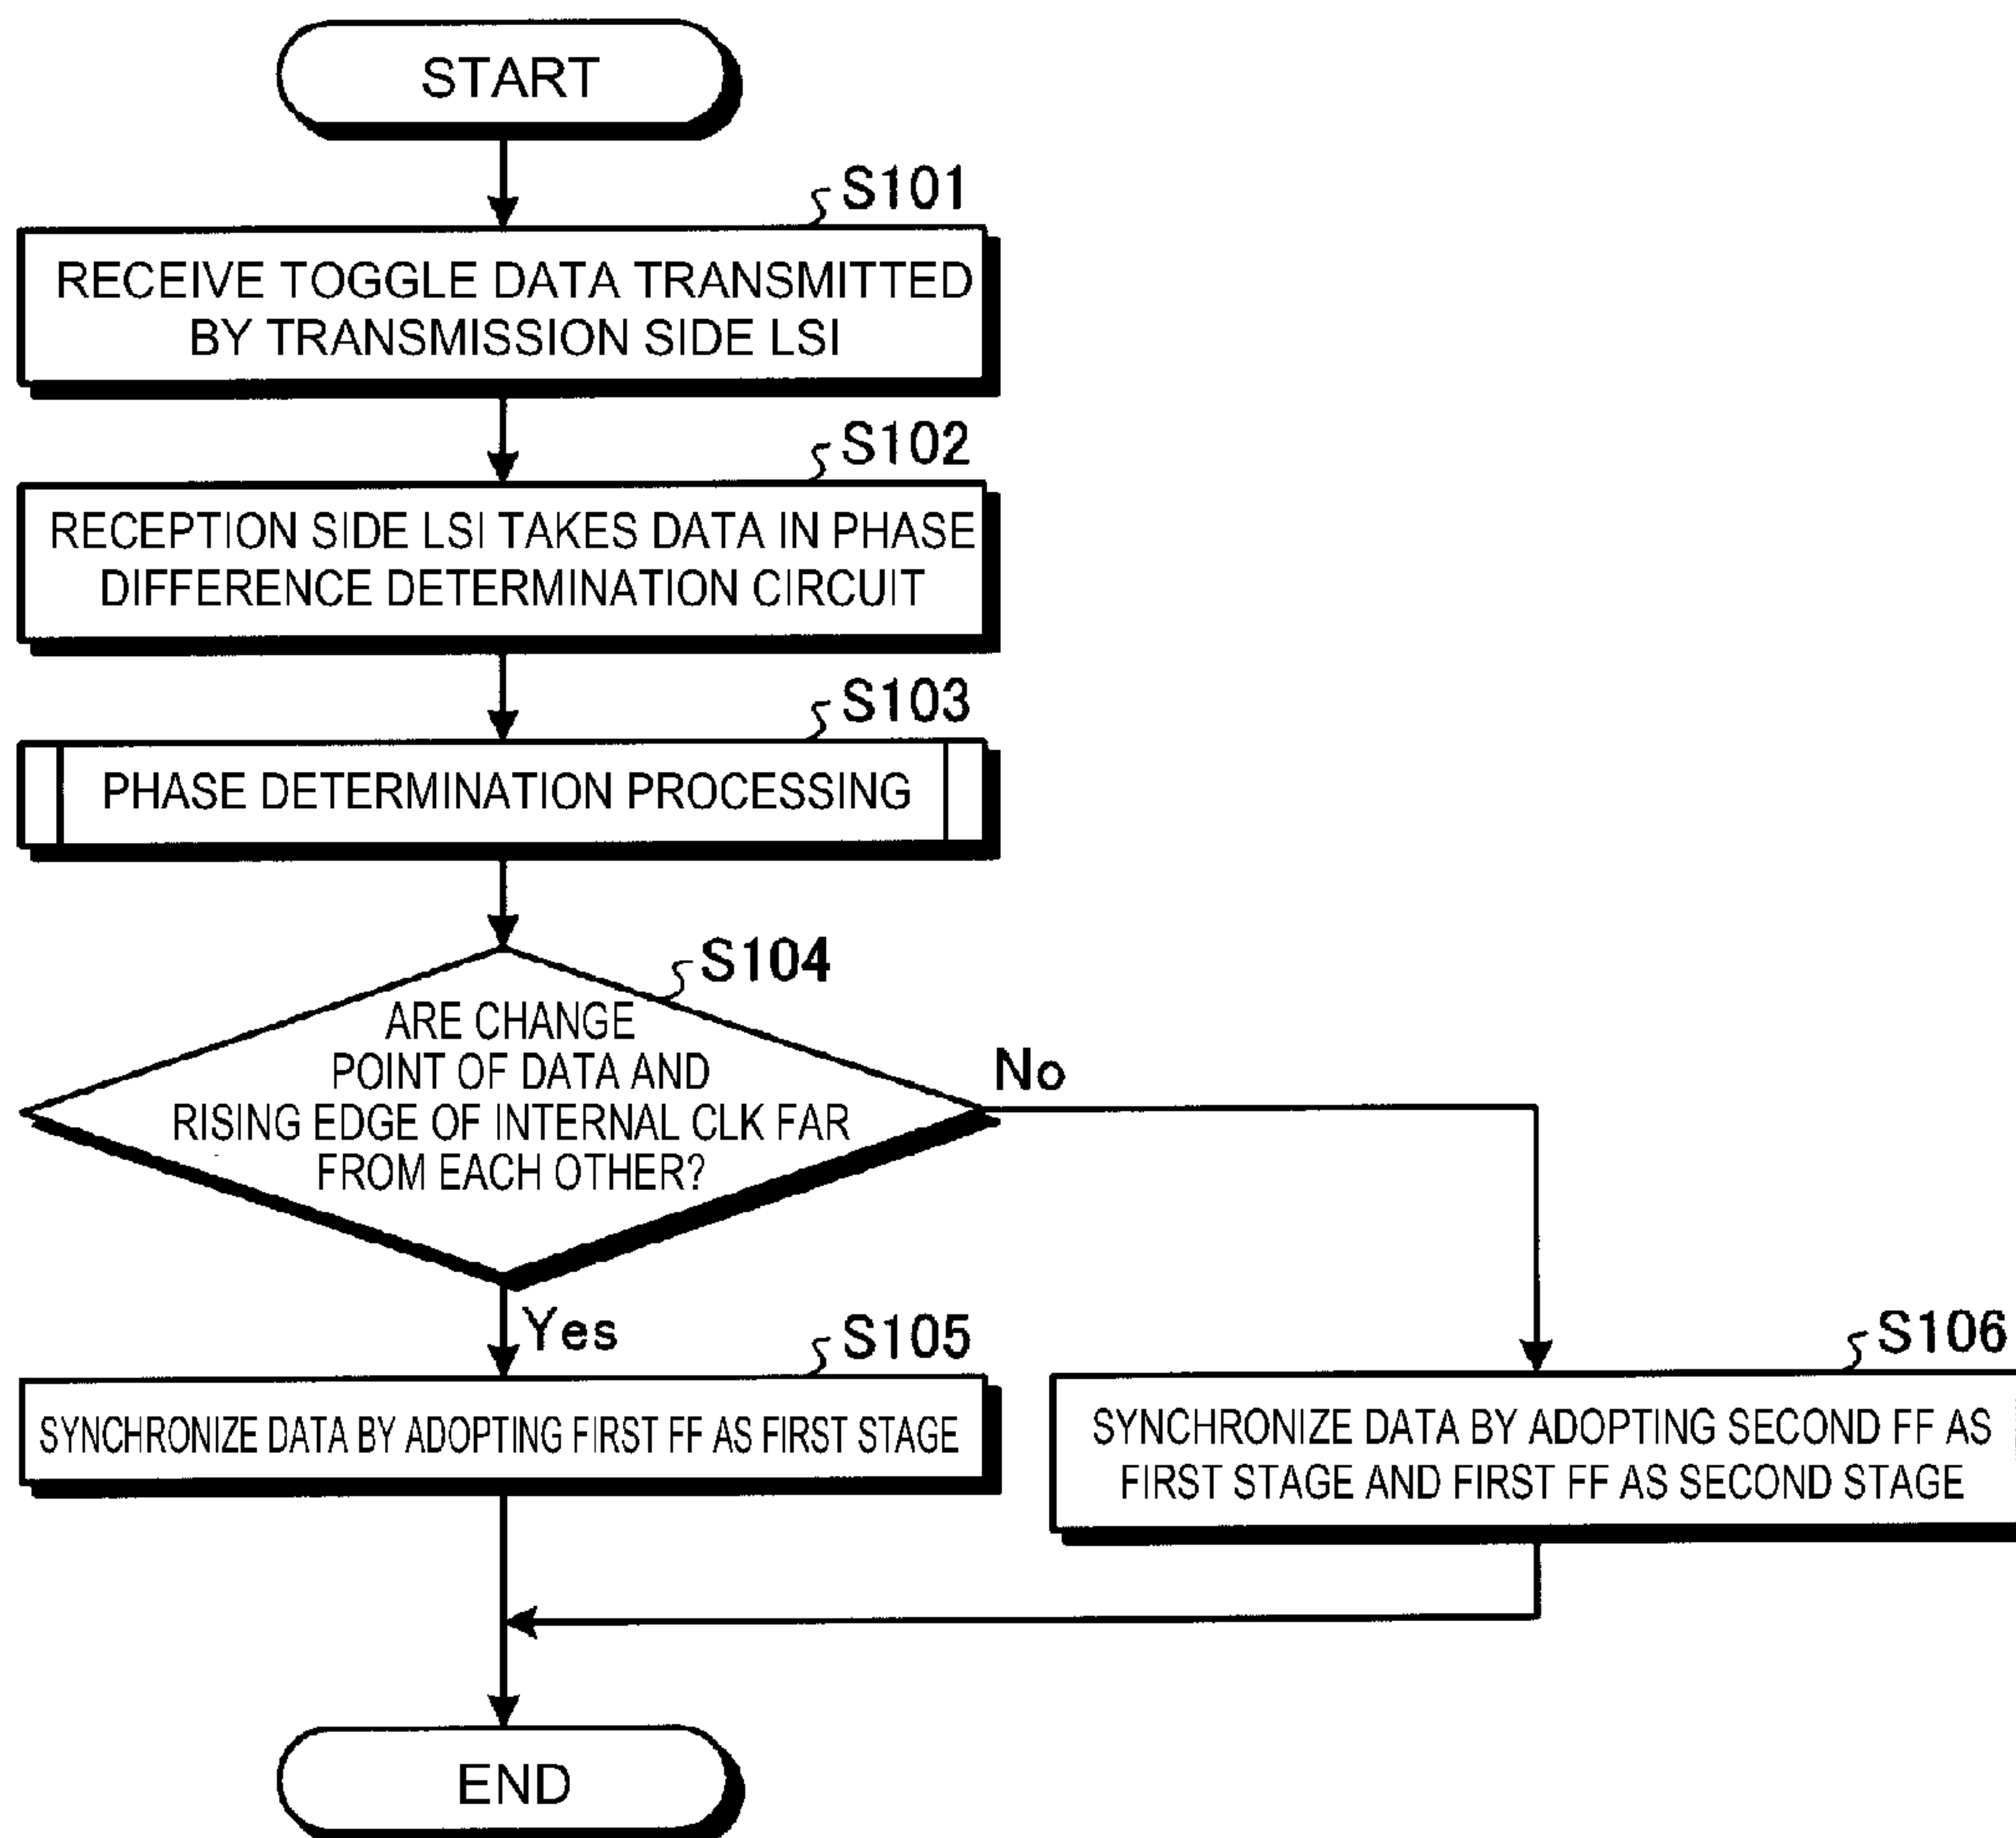 START
S101
RECEIVE TOGGLE DATA TRANSMITTED
BY TRANSMISSION SIDE LSI
S102
RECEPTION SIDE LSI TAKES DATA IN PHASE
DIFFERENCE DETERMINATION CIRCUIT
S103
PHASE DETERMINATION PROCESSING
S104
ARE CHANGE
POINT OF DATA AND
RISING EDGE OF INTERNAL CLK FAR
FROM EACH OTHER?
No
Yes
S105
SYNCHRONIZE DATA BY ADOPTING FIRST FF AS FIRST STAGE
S106
SYNCHRONIZE DATA BY ADOPTING SECOND FF AS
FIRST STAGE AND FIRST FF AS SECOND STAGE
END